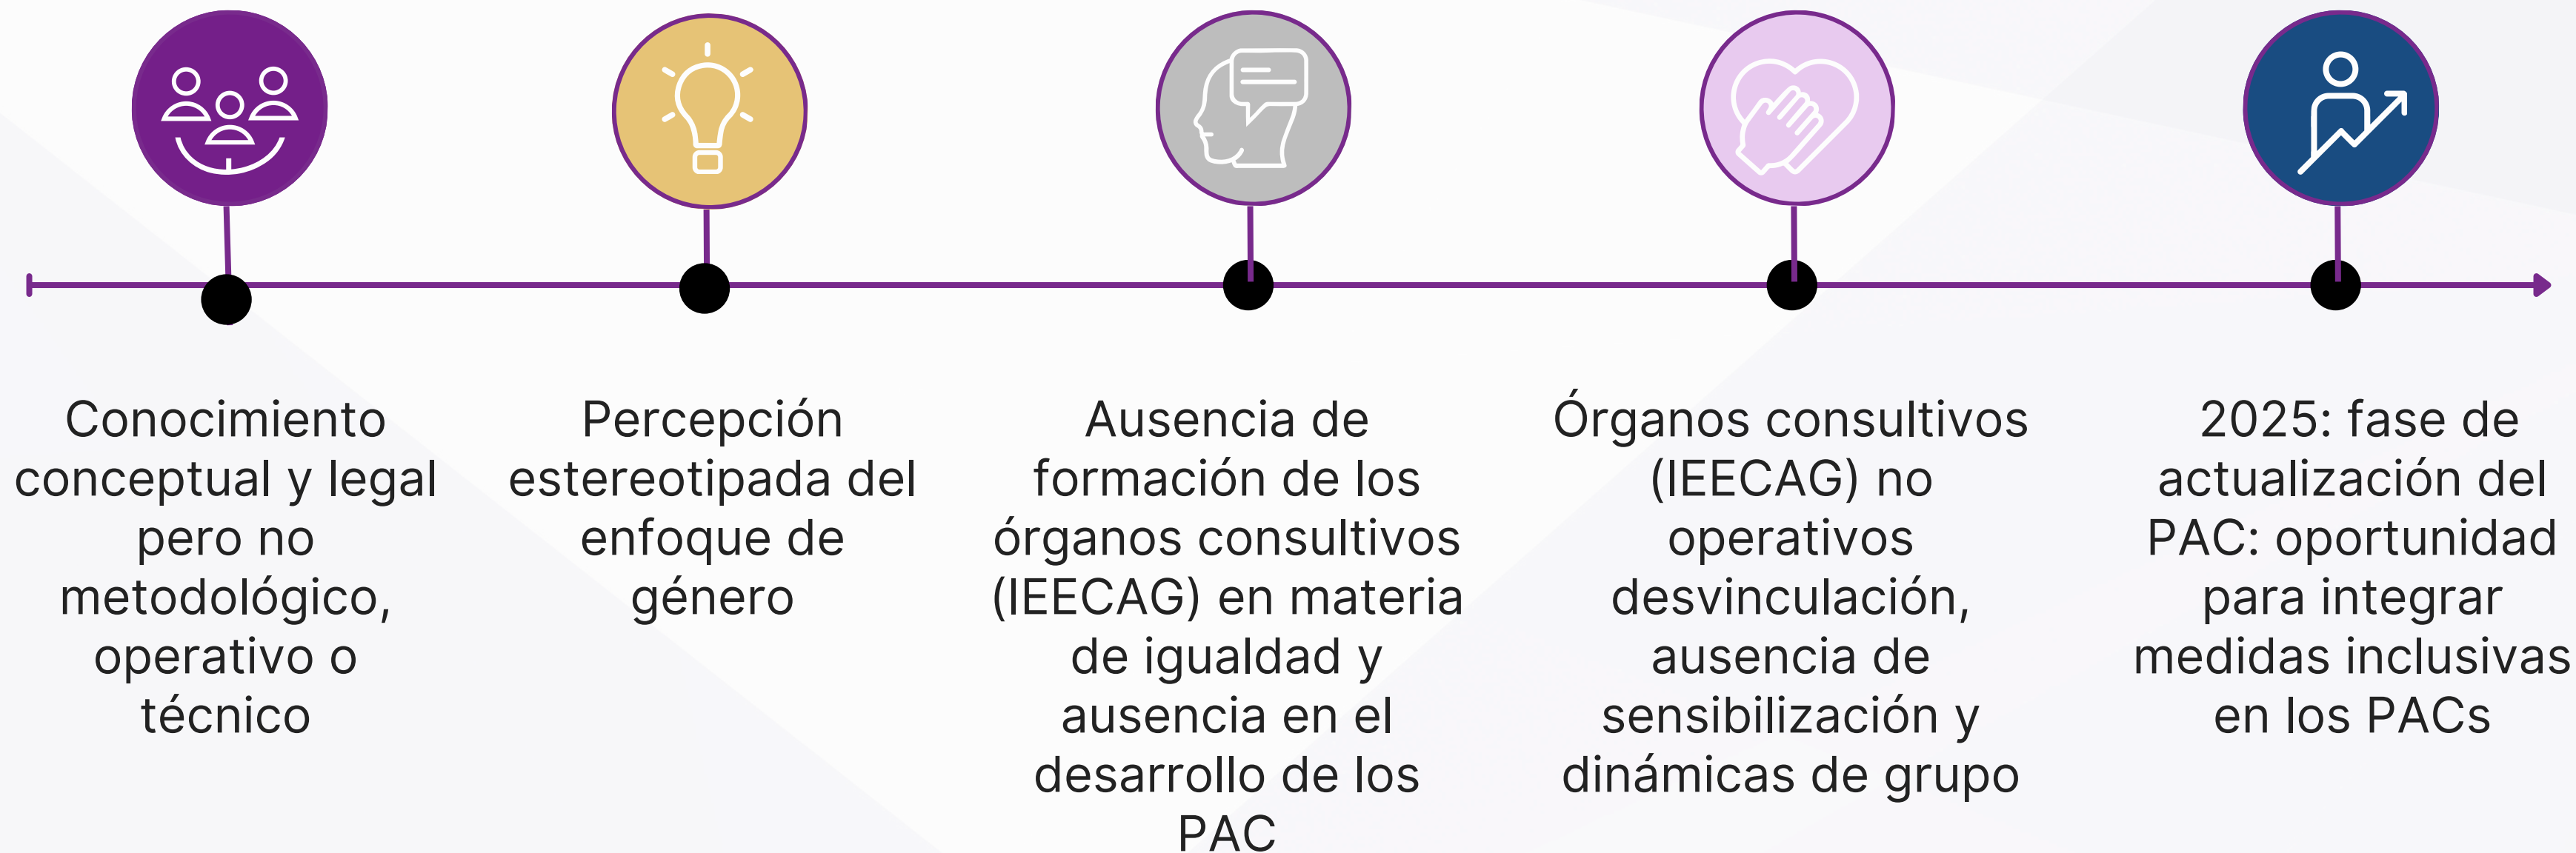 Conocimiento
conceptual y legal
pero no
metodológico,
operativo o
técnico
Percepción
estereotipada del
enfoque de
género
Ausencia de
formación de los
órganos consultivos
(IEECAG) en materia
de igualdad y
ausencia en el
desarrollo de los
PAC
Órganos consultivos
(IEECAG) no
operativos
desvinculación,
ausencia de
sensibilización y
dinámicas de grupo
2025: fase de
actualización del
PAC: oportunidad
para integrar
medidas inclusivas
en los PACs